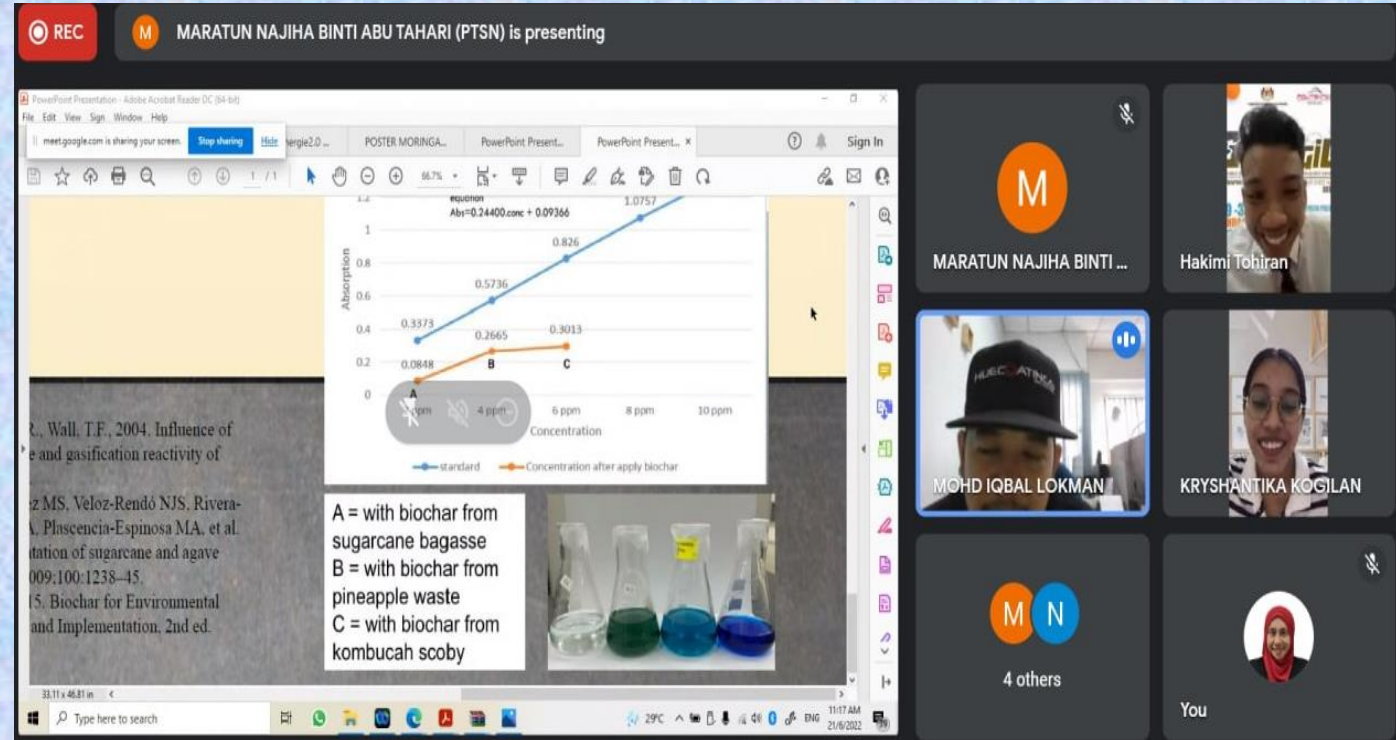 REC
M
MARATUN NAJIHA BINTI ABU TAHARI (PTSN) is presenting
PowerPoint Presentation - Adobe Acrobat Reader DC (64-bit)
File Edit View Sign Window Help
meet.google.com is sharing your screen. Stop sharing Hide
nergie2.0 ...
POSTER MORINGA...
PowerPoint Present...
PowerPoint Present... ×
Sign In
1 / 1
66.7%
1.2
equation
Abs=0.24400.conc + 0.09366
1.0757
1
0.826
0.8
0.5736
0.6
0.3373
0.4
0.2665
0.3013
0.2
0.0848
B
C
0
A
ppm
4 ppm
6 ppm
8 ppm
10 ppm
Absorption
Concentration
standard
Concentration after apply biochar
R., Wall, T.F., 2004. Influence of
e and gasification reactivity of
ez MS, Veloz-Rendó NJS, Rivera-
A, Plascencia-Espinosa MA, et al.
tation of sugarcane and agave
009;100:1238–45.
15. Biochar for Environmental
and Implementation, 2nd ed.
A = with biochar from
sugarcane bagasse
B = with biochar from
pineapple waste
C = with biochar from
kombucah scoby
33.11 x 46.81 in
Type here to search
29°C
ENG
11:17 AM
21/6/2022
M
MARATUN NAJIHA BINTI ...
Hakimi Tohiran
HUECOATINGS
MOHD IQBAL LOKMAN
KRYSHANTIKA KOGILAN
M N
4 others
You